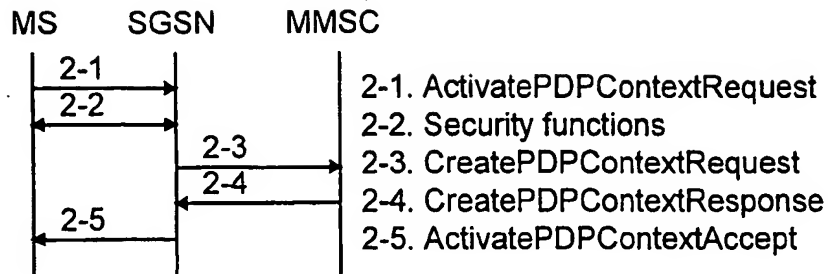 MS SGSN MMSC
2-1
2-2
2-3
2-4
2-5
2-1. ActivatePDPContextRequest
2-2. Security functions
2-3. CreatePDPContextRequest
2-4. CreatePDPContextResponse
2-5. ActivatePDPContextAccept